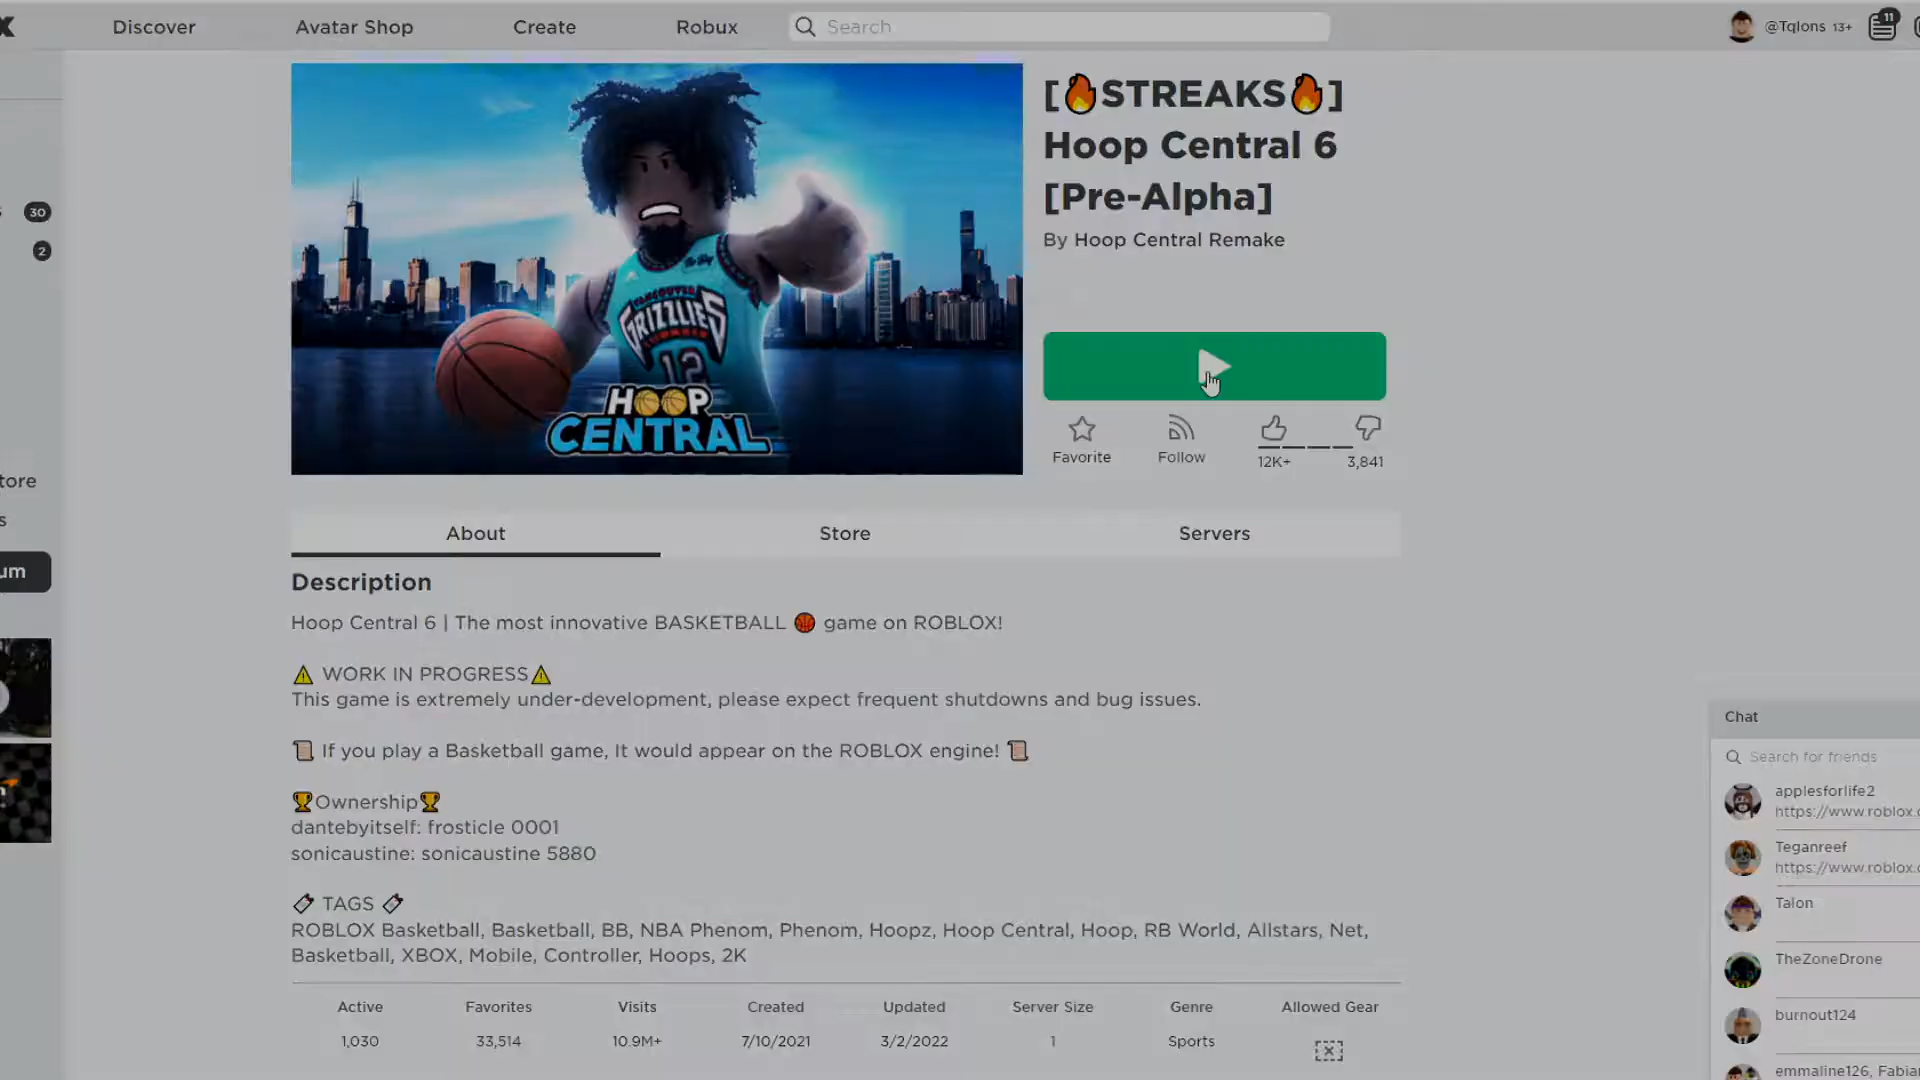 X
Discover
Avatar Shop
Create
Robux
Search
@Tqlons 13+
11
[🔥STREAKS🔥]
Hoop Central 6
[Pre-Alpha]
By Hoop Central Remake
30
2
VANCOUVER
GRIZZLIES
12
HOOP
CENTRAL
Favorite
Follow
12K+
3,841
tore
s
um
About
Store
Servers
Description
Hoop Central 6 | The most innovative BASKETBALL 🏀 game on ROBLOX!
⚠ WORK IN PROGRESS⚠
This game is extremely under-development, please expect frequent shutdowns and bug issues.
📜 If you play a Basketball game, It would appear on the ROBLOX engine! 📜
🏆Ownership🏆
dantebyitself: frosticle 0001
sonicaustine: sonicaustine 5880
TAGS
ROBLOX Basketball, Basketball, BB, NBA Phenom, Phenom, Hoopz, Hoop Central, Hoop, RB World, Allstars, Net,
Basketball, XBOX, Mobile, Controller, Hoops, 2K
Active
Favorites
Visits
Created
Updated
Server Size
Genre
Allowed Gear
1,030
33,514
10.9M+
7/10/2021
3/2/2022
1
Sports
Chat
Search for friends
applesforlife2
https://www.roblox.c
Teganreef
https://www.roblox.c
Talon
TheZoneDrone
burnout124
emmaline126, Fabian